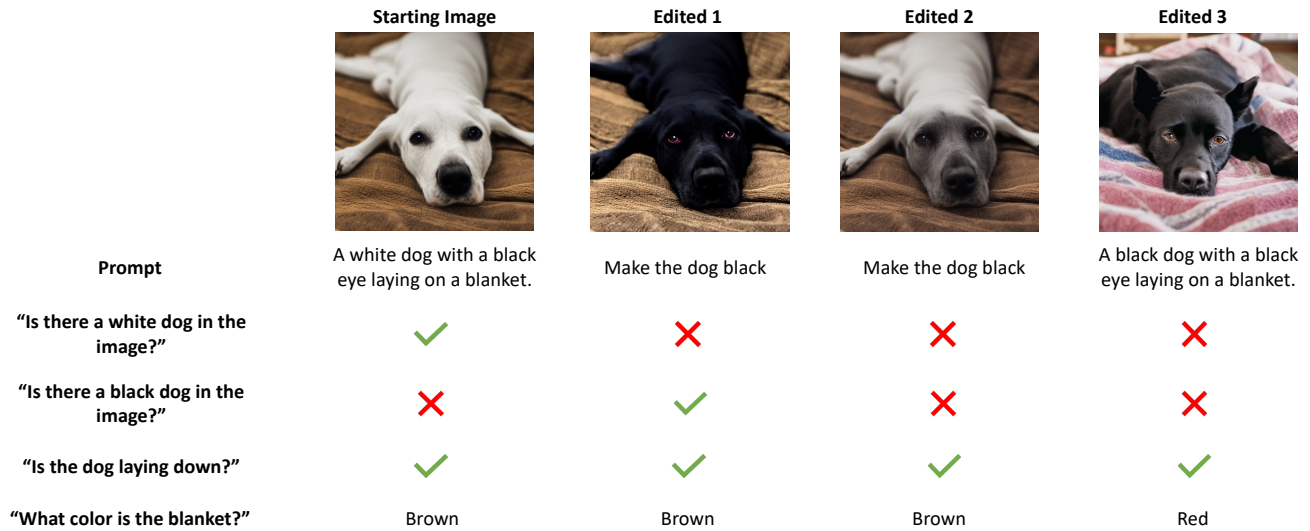 Starting Image Edited 1 Edited 2 Edited 3
Prompt
A white dog with a black
eye laying on a blanket.
Make the dog black
Make the dog black
A black dog with a black
eye laying on a blanket.
“Is there a white dog in the
image?”
“Is there a black dog in the
image?”
“Is the dog laying down?”
“What color is the blanket?” Brown Brown Brown Red